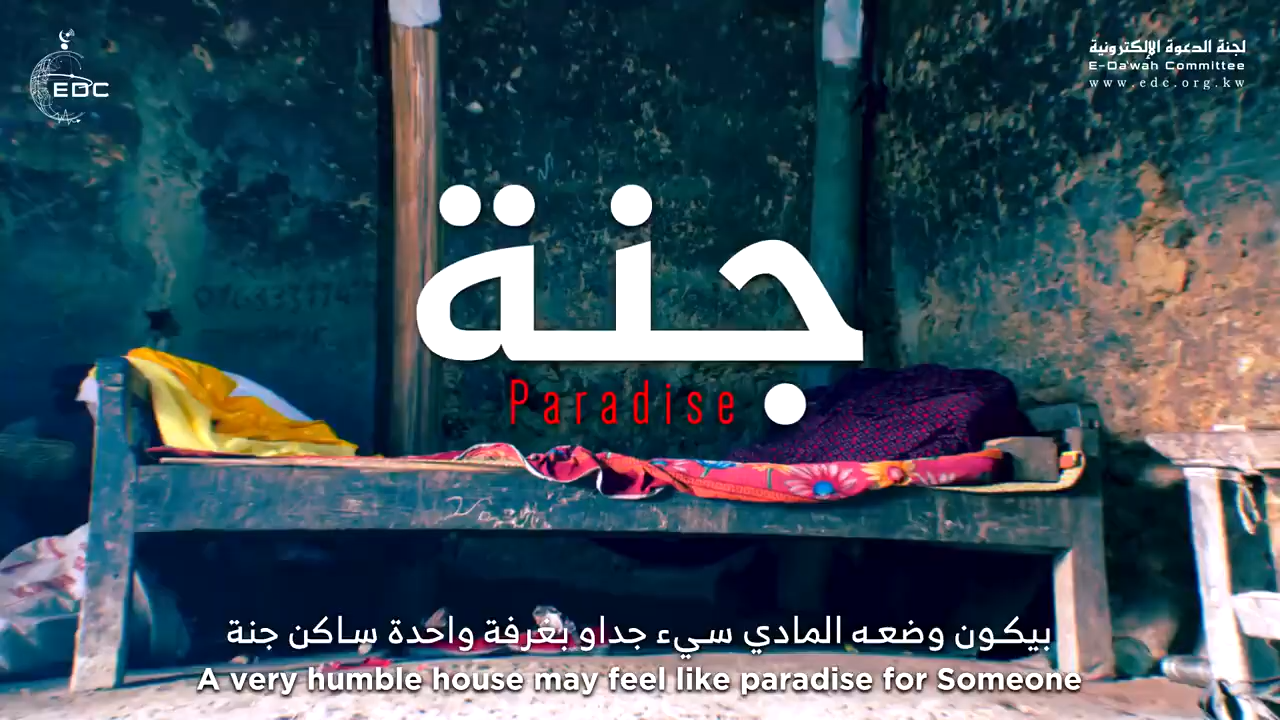 EDC
لجنة الدعوة الإلكترونية
E-Da'wah Committee
www.edc.org.kw
جنة
Paradise
بيكون وضعه المادي سيء جداو بغرفة واحدة ساكن جنة
A very humble house may feel like paradise for Someone